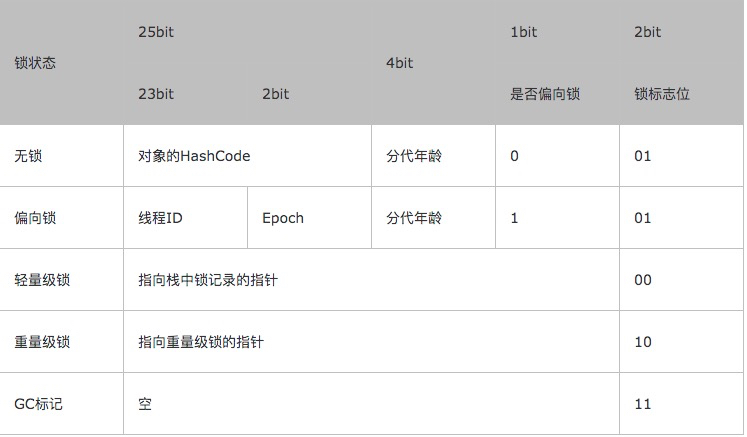 锁状态
25bit
23bit
2bit
4bit
1bit
是否偏向锁
2bit
锁标志位
无锁
对象的HashCode
分代年龄
0
01
偏向锁
线程ID
Epoch
分代年龄
1
01
轻量级锁
指向栈中锁记录的指针
00
重量级锁
指向重量级锁的指针
10
GC标记
空
11